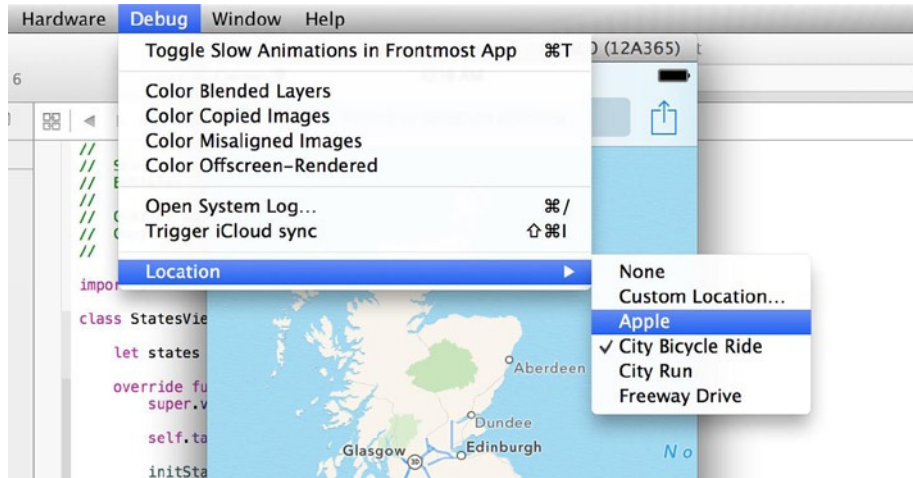 Hardware Debug Window Help
Toggle Slow Animations in Frontmost App ⌘T
0 (12A365)
6
Color Blended Layers
Color Copied Images
Color Misaligned Images
Color Offscreen-Rendered
//
//
//
//
//
//
//
Open System Log... ⌘/
Trigger iCloud sync ⇧⌘I
Location
None
Custom Location...
Apple
✓ City Bicycle Ride
City Run
Freeway Drive
impor
class StatesVie
let states
override fu
super.v
self.ta
initSta
Aberdeen
Dundee
Glasgow
Edinburgh
No